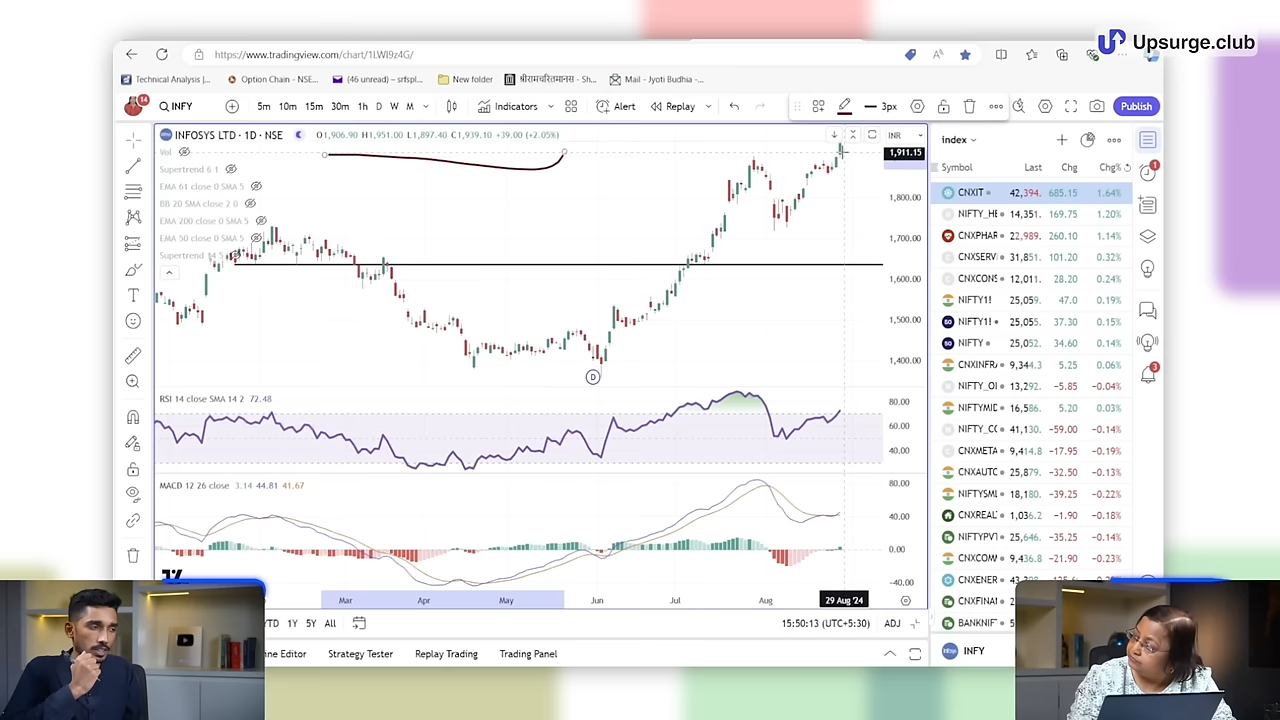 Upsurge.club
https://www.tradingview.com/chart/1LWI9z4G/
Technical Analysis |...
Option Chain - NSE...
(46 unread) - srfspl...
New folder
श्रीरामचरितमानस - Sh...
Mail - Jyoti Budhia -...
14
INFY
5m 10m 15m 30m 1h D W M
Indicators
Alert
Replay
3px
Publish
INFOSYS LTD · 1D · NSE
O1,906.90 H1,951.00 L1,897.40 C1,939.10 +39.00 (+2.05%)
INR
Vol
1,911.15
Supertrend 6 1
EMA 61 close 0 SMA 5
BB 20 SMA close 2 0
EMA 200 close 0 SMA 5
EMA 50 close 0 SMA 5
1,800.00
1,700.00
1,600.00
1,500.00
1,400.00
D
RSI 14 close SMA 14 2 72.48
80.00
60.00
40.00
MACD 12 26 close 3.14 44.81 41.67
80.00
40.00
0.00
-40.00
Mar Apr May Jun Jul Aug 29 Aug '24
YTD 1Y 5Y All
15:50:13 (UTC+5:30)
ADJ
ine Editor
Strategy Tester
Replay Trading
Trading Panel
index
Symbol Last Chg Chg%
CNXIT 42,394. 685.15 1.64%
NIFTY_HE 14,351. 169.75 1.20%
CNXPHAR 22,989. 260.10 1.14%
CNXSERV 31,851. 101.20 0.32%
CNXCONS 12,011. 28.20 0.24%
NIFTY1! 25,059. 47.0 0.19%
NIFTY1! 25,055. 37.30 0.15%
NIFTY 25,052. 34.60 0.14%
CNXINFR 9,344.3 5.25 0.06%
NIFTY_OI 13,292. −5.85 −0.04%
NIFTYMID 16,586. 5.20 0.03%
NIFTY_CO 41,130. −59.00 −0.14%
CNXMETA 9,414.8 −17.95 −0.19%
CNXAUTO 25,879. −32.50 −0.13%
NIFTYSML 18,180. −39.25 −0.22%
CNXREAL 1,036.2 −1.90 −0.18%
NIFTYPVT 25,646. −35.25 −0.14%
CNXCOM 9,436.8 −21.90 −0.23%
CNXENER
CNXFINA
BANKNIF
INFY
1
3